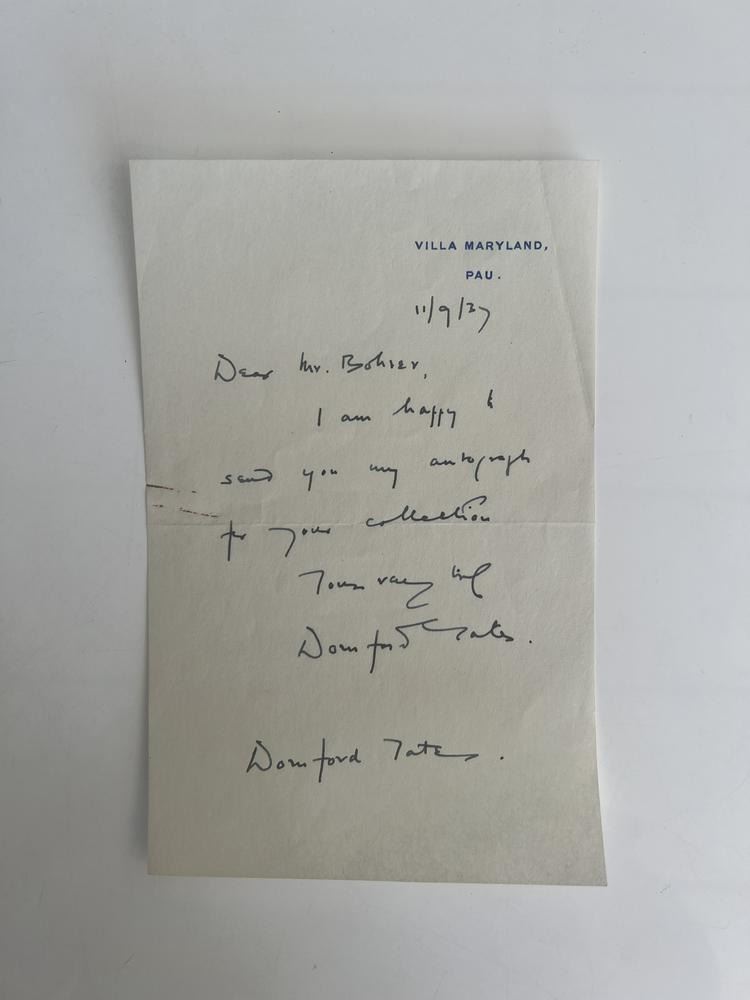 VILLA MARYLAND,
PAU.
11/9/37
Dear Mr. Bohrer,
I am happy to
send you my autograph
for your collection
Yours very truly
Dornford Yates.
Dornford Yates.